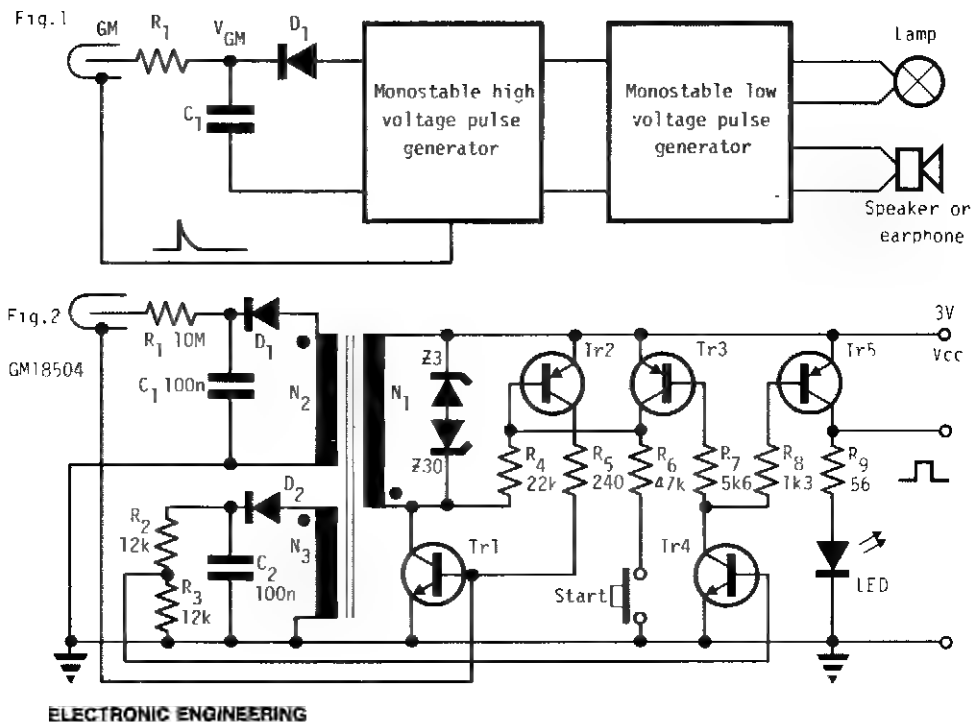 Fig.1
GM
R1
VGM
D1
C1
Monostable high
voltage pulse
generator
Monostable low
voltage pulse
generator
Lamp
Speaker or
earphone
Fig.2
GM18504
R1 10M
D1
C1 100n
N2
N1
Z3
Z30
Tr2
Tr3
Tr5
3V
Vcc
R4
22k
R5
240
R6
47k
R7
5k6
R8
1k3
R9
56
D2
R2
12k
R3
12k
C2
100n
N3
Tr1
Start
Tr4
LED
ELECTRONIC ENGINEERING